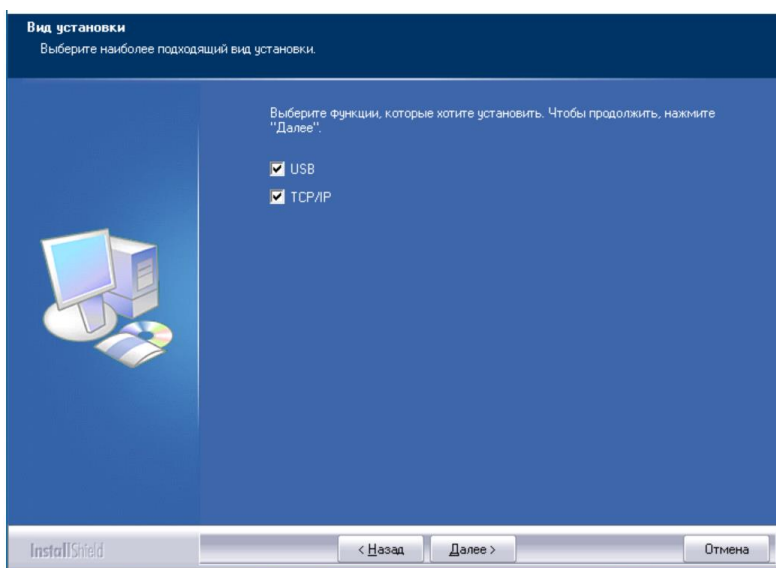 Вид установки
Выберите наиболее подходящий вид установки.
Выберите функции, которые хотите установить. Чтобы продолжить, нажмите
"Далее".
USB
TCP/IP
InstallShield
< Назад
Далее >
Отмена